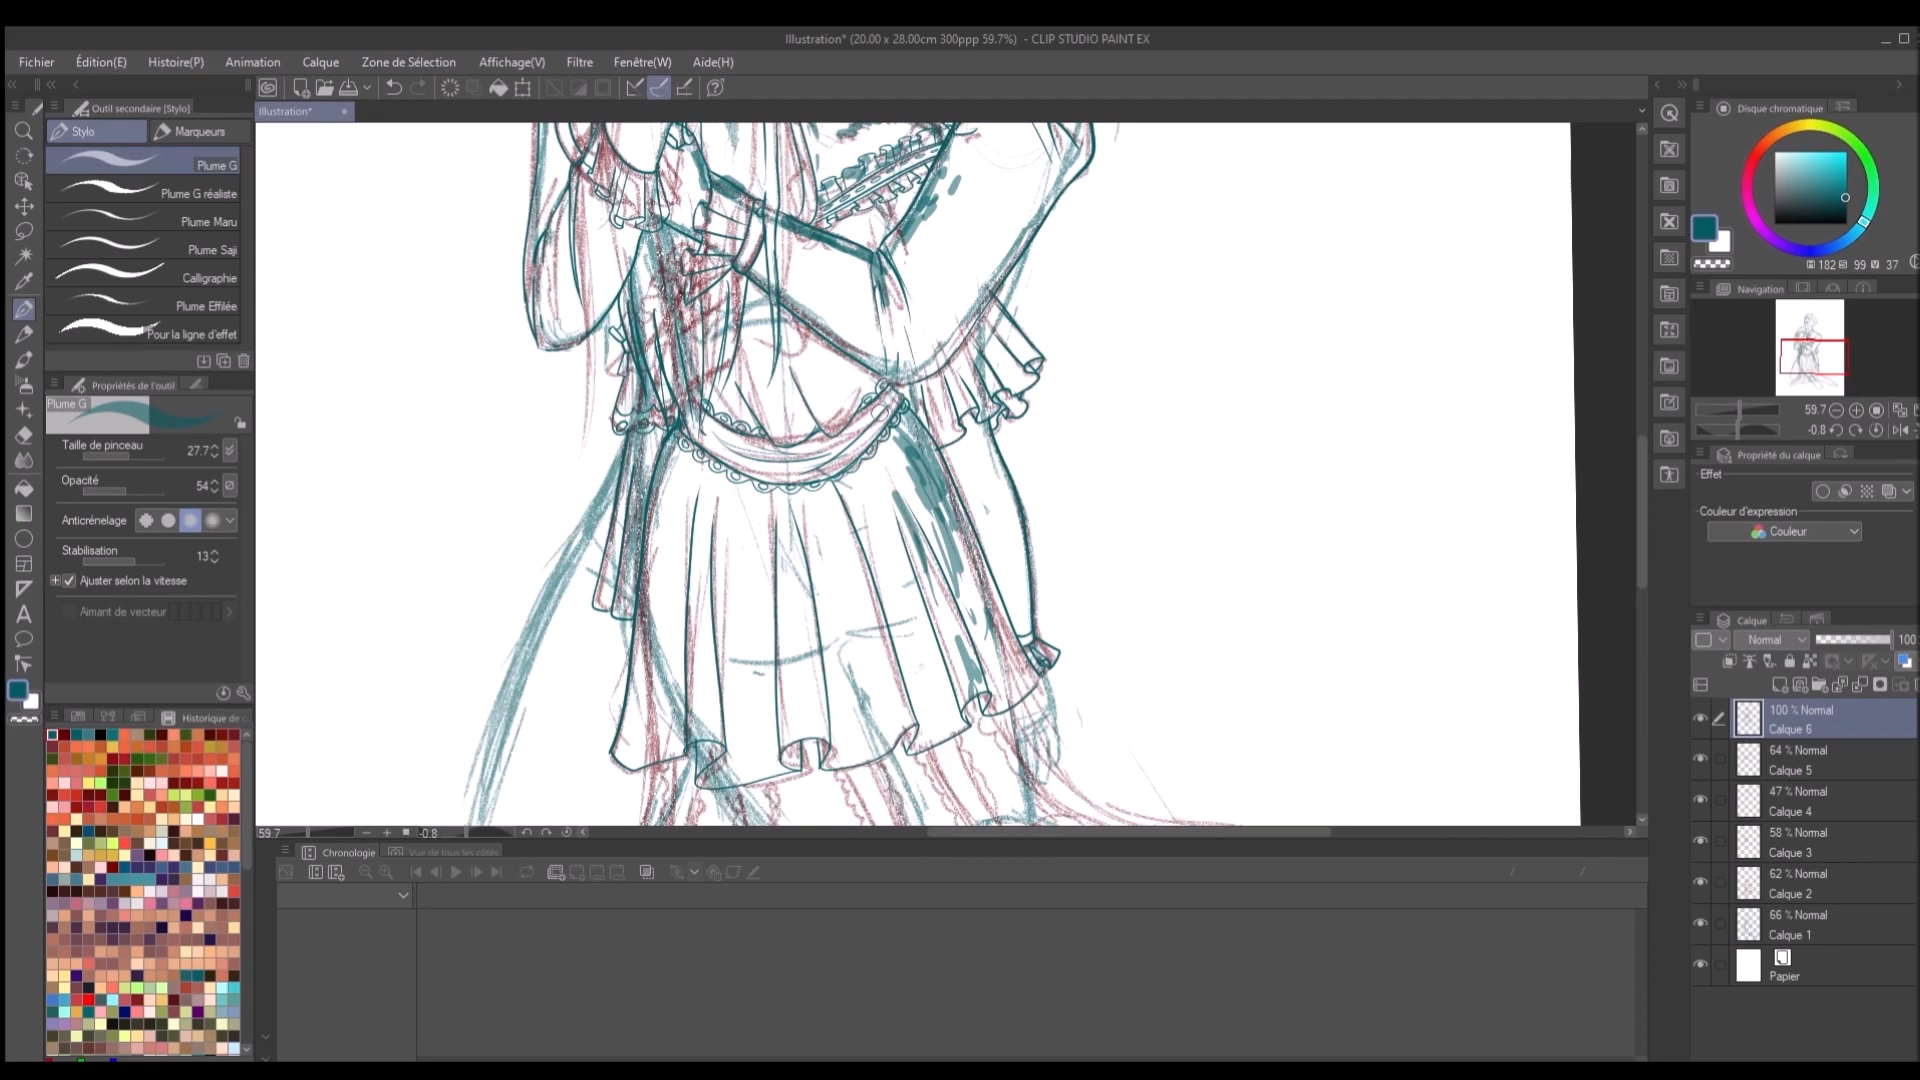 Illustration* (20.00 x 28.00cm 300ppp 59.7%) - CLIP STUDIO PAINT EX
Fichier Édition(E) Histoire(P) Animation Calque Zone de Sélection Affichage(V) Filtre Fenêtre(W) Aide(H)
Outil secondaire [Stylo]
Illustration*
Stylo
Marqueurs
Plume G
Plume G réaliste
Plume Maru
Plume Saji
Calligraphie
Plume Effilée
Pour la ligne d'effet
Propriétés de l'outil
Plume G
Taille de pinceau 27.7
Opacité 54
Anticrénelage
Stabilisation 13
Ajuster selon la vitesse
Aimant de vecteur
Historique de c
59.7
-0.8
Chronologie
Vue de tous les côtés
Disque chromatique
182 99 37
Navigation
59.7
-0.8
Propriété du calque
Effet
Couleur d'expression
Couleur
Calque
Normal 100
100 % Normal
Calque 6
64 % Normal
Calque 5
47 % Normal
Calque 4
58 % Normal
Calque 3
62 % Normal
Calque 2
66 % Normal
Calque 1
Papier